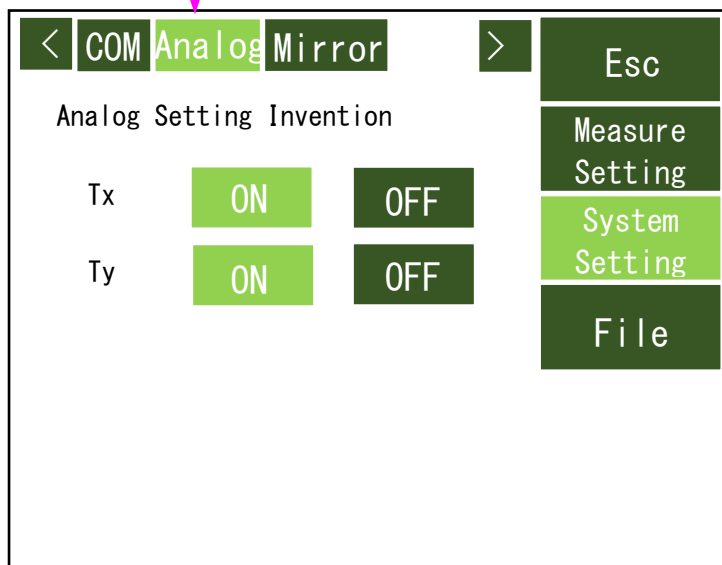 < COM Analog Mirror >
Analog Setting Invention
Tx ON OFF
Ty ON OFF
Esc
Measure
Setting
System
Setting
File